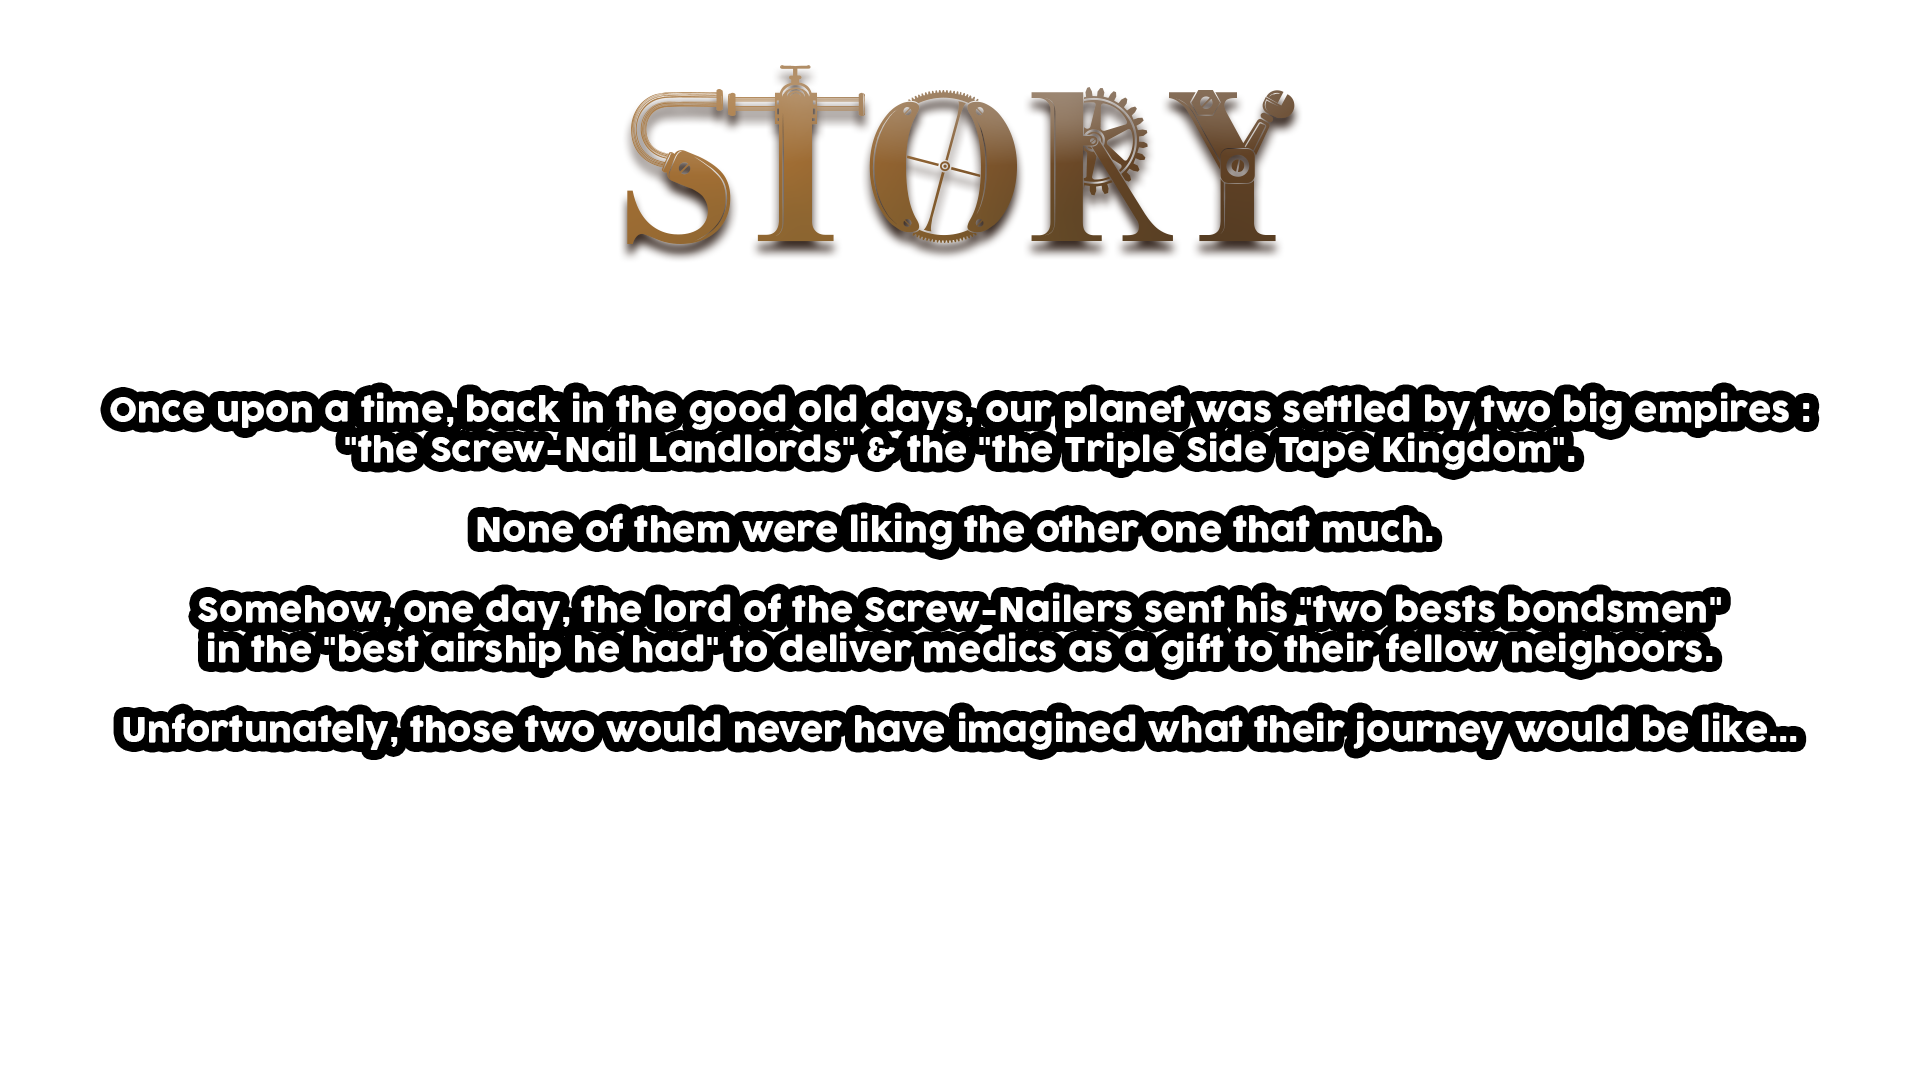 STORY
Once upon a time, back in the good old days, our planet was settled by two big empires :
"the Screw-Nail Landlords" & the "the Triple Side Tape Kingdom".
None of them were liking the other one that much.
Somehow, one day, the lord of the Screw-Nailers sent his "two bests bondsmen"
in the "best airship he had" to deliver medics as a gift to their fellow neighoors.
Unfortunately, those two would never have imagined what their journey would be like...